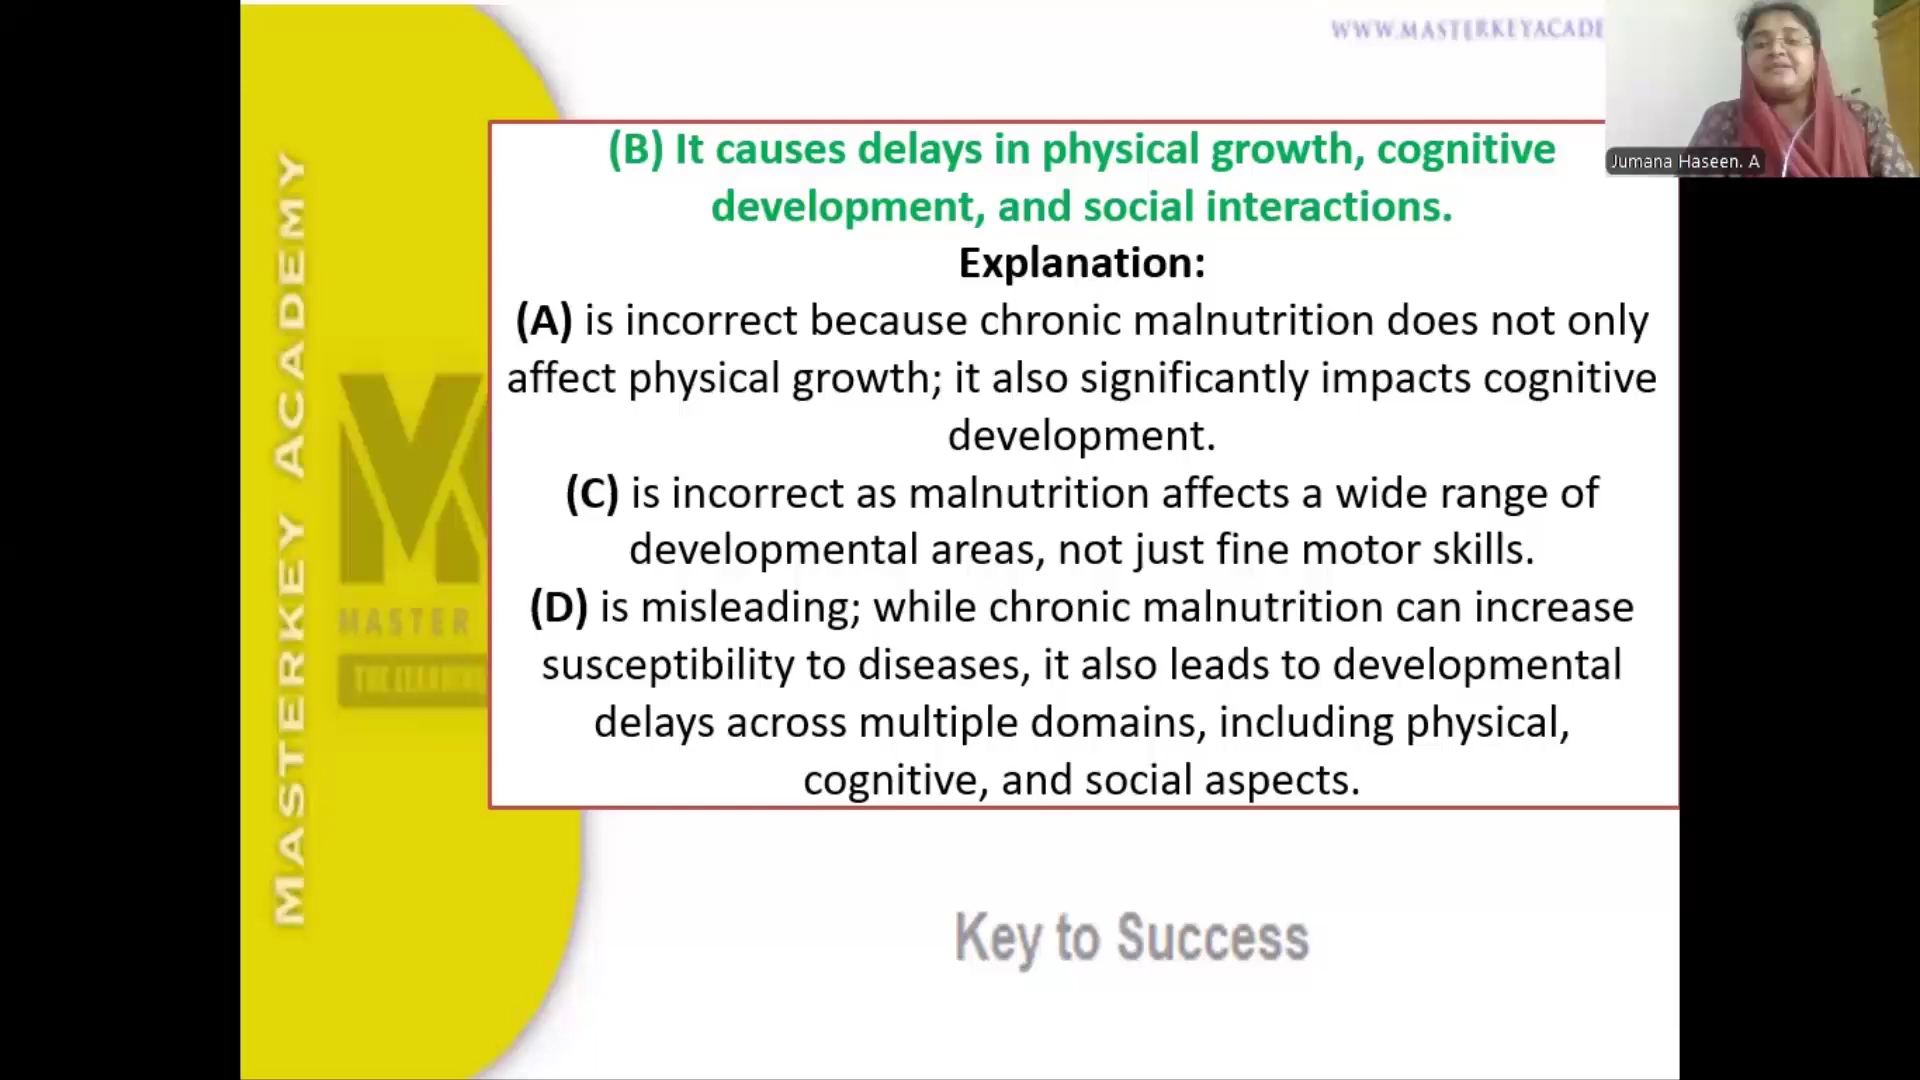 WWW.MASTERKEYACADE
Jumana Haseen. A
MASTERKEY ACADEMY
MASTER
THE LEARNING
(B) It causes delays in physical growth, cognitive
development, and social interactions.
Explanation:
(A) is incorrect because chronic malnutrition does not only
affect physical growth; it also significantly impacts cognitive
development.
(C) is incorrect as malnutrition affects a wide range of
developmental areas, not just fine motor skills.
(D) is misleading; while chronic malnutrition can increase
susceptibility to diseases, it also leads to developmental
delays across multiple domains, including physical,
cognitive, and social aspects.
Key to Success